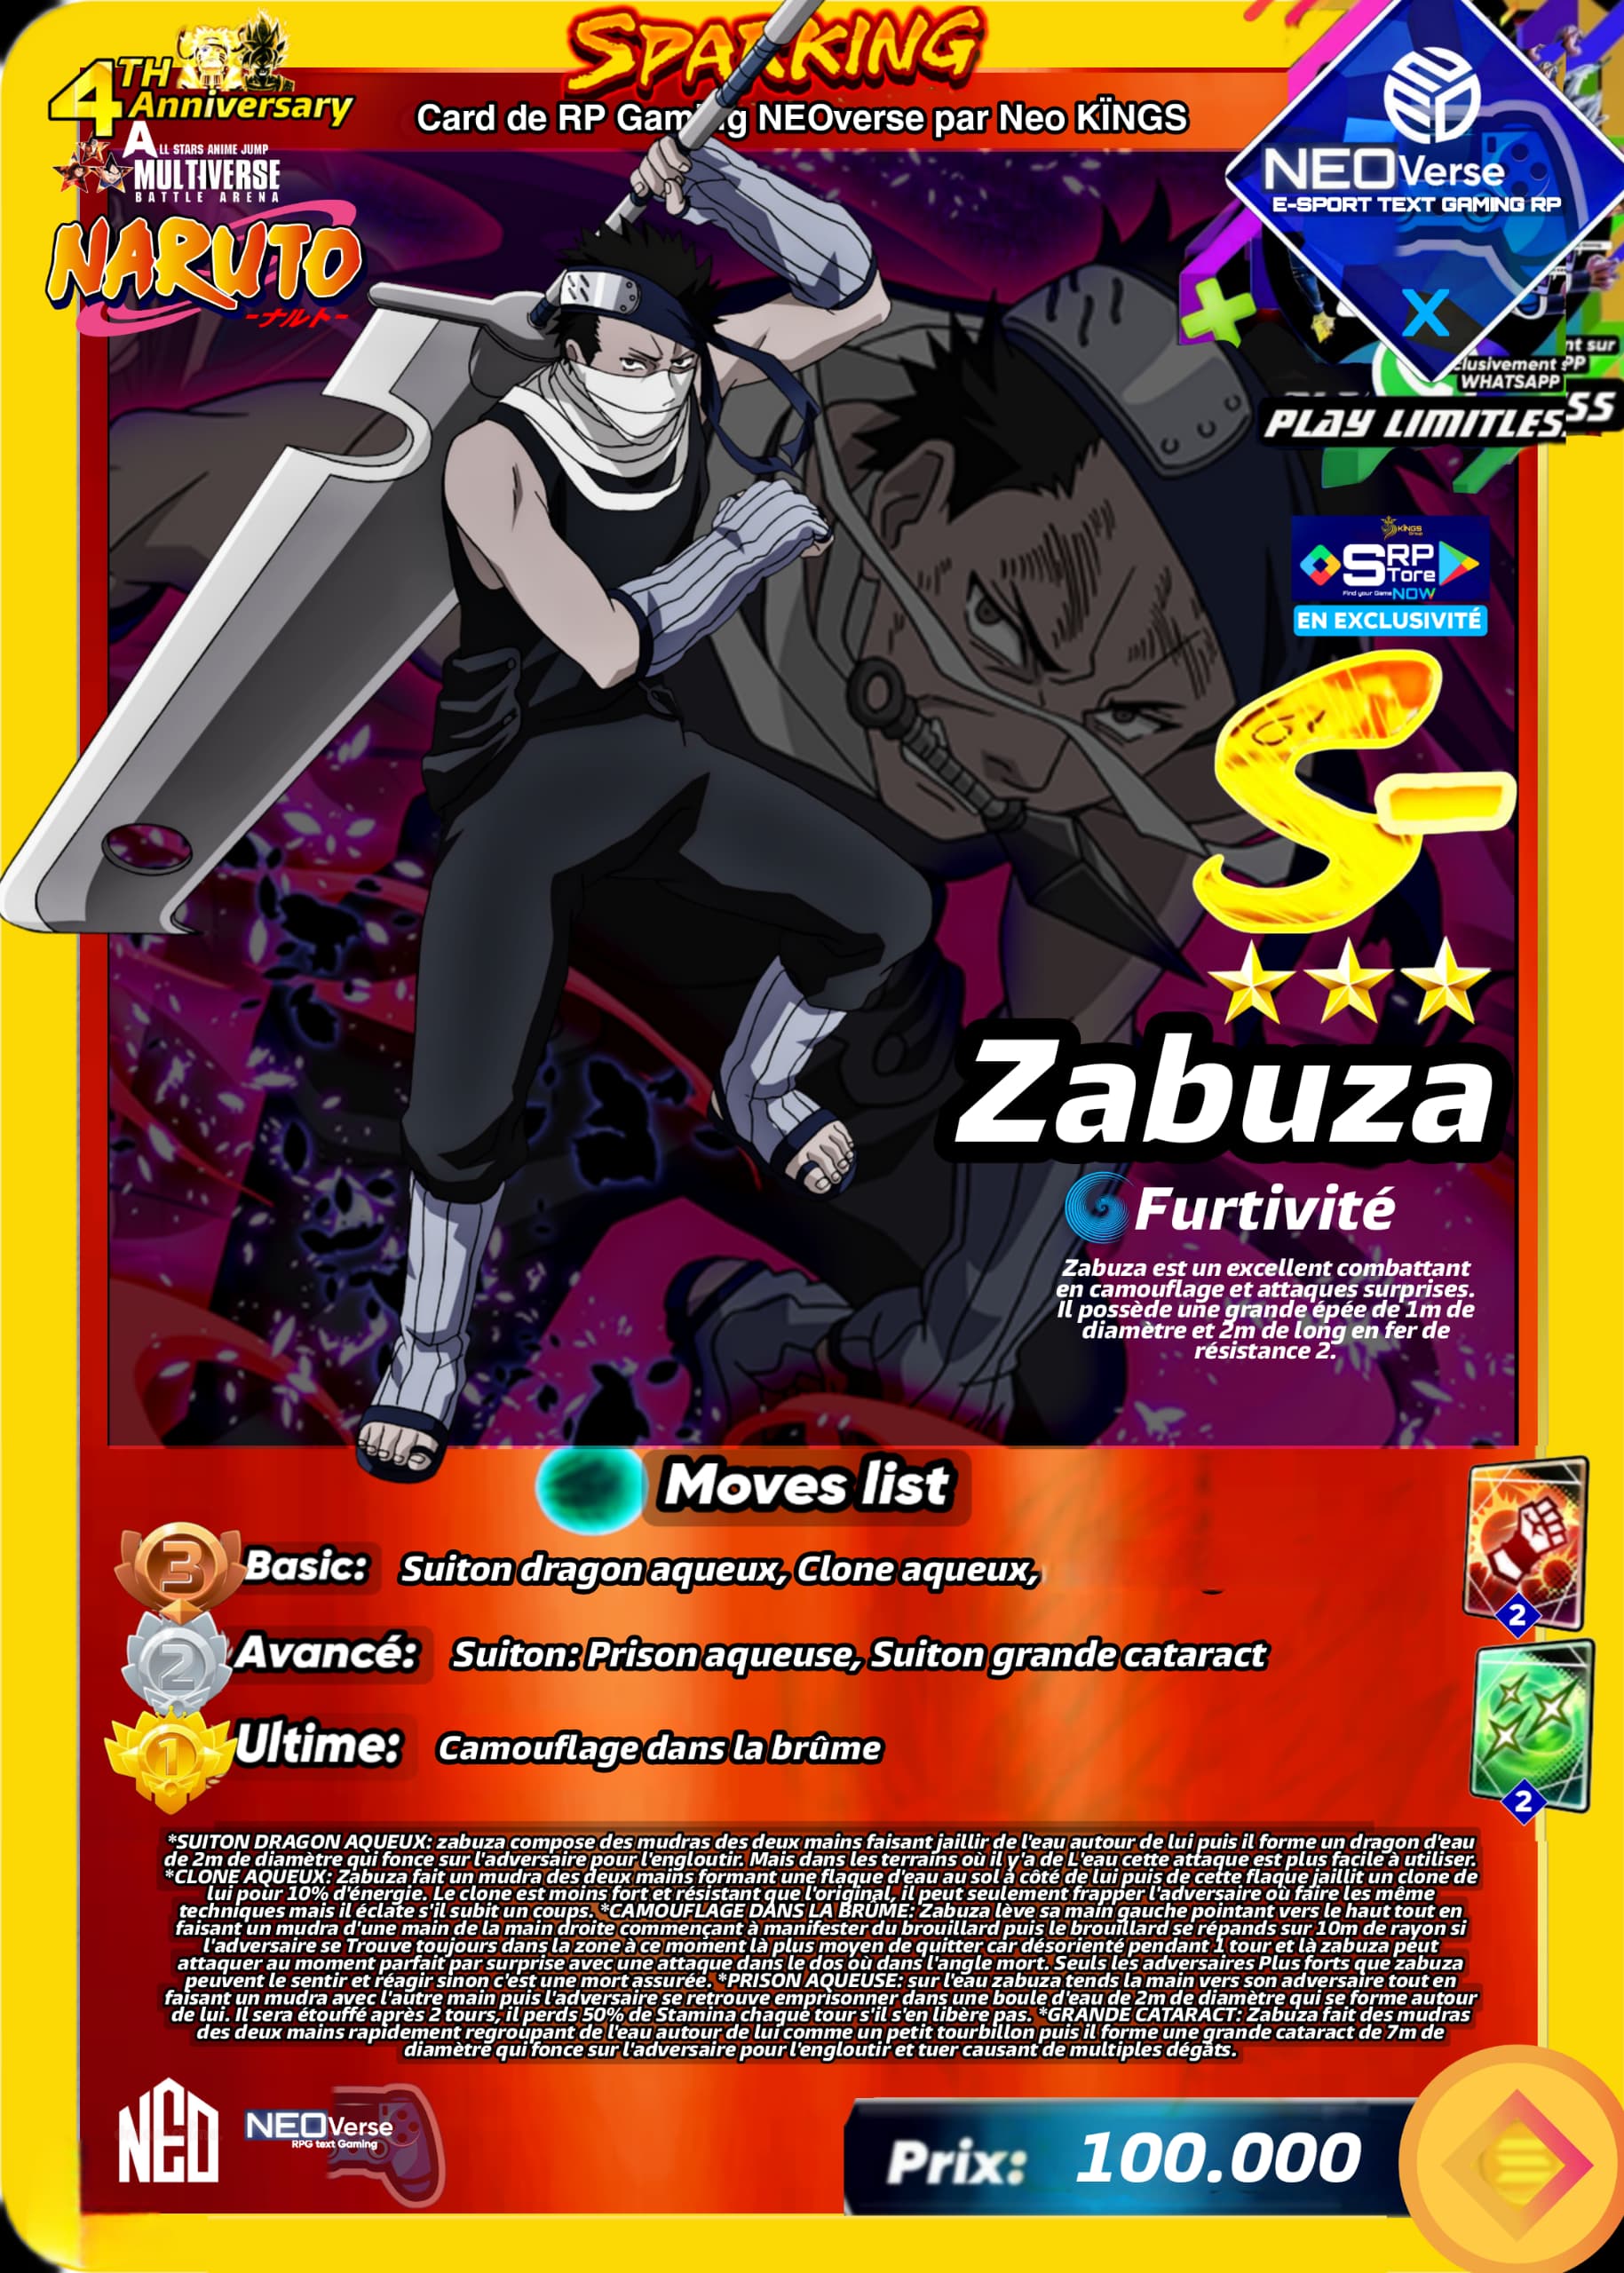 SPARKING
4TH
Anniversary
Card de RP Gaming NEOverse par Neo KÏNGS
ALL STARS ANIME JUMP
MULTIVERSE
BATTLE ARENA
NARUTO
-ナルト-
NEOVerse
E-SPORT TEXT GAMING RP
X
nt sur
clusivement
PP
WHATSAPP
PLAY LIMITLES
SS
KÏNGS
SRP
Tore
Find your Game NOW
EN EXCLUSIVITÉ
S-
Zabuza
Furtivité
Zabuza est un excellent combattant
en camouflage et attaques surprises.
Il possède une grande épée de 1m de
diamètre et 2m de long en fer de
résistance 2.
Moves list
3 Basic: Suiton dragon aqueux, Clone aqueux,
2
2 Avancé: Suiton: Prison aqueuse, Suiton grande cataract
1 Ultime: Camouflage dans la brûme
2
*SUITON DRAGON AQUEUX: zabuza compose des mudras des deux mains faisant jaillir de l'eau autour de lui puis il forme un dragon d'eau
de 2m de diamètre qui fonce sur l'adversaire pour l'engloutir. Mais dans les terrains où il y'a de L'eau cette attaque est plus facile à utiliser.
*CLONE AQUEUX: Zabuza fait un mudra des deux mains formant une flaque d'eau au sol à côté de lui puis de cette flaque jaillit un clone de
lui pour 10% d'énergie. Le clone est moins fort et résistant que l'original, il peut seulement frapper l'adversaire où faire les même
techniques mais il éclate s'il subit un coups. *CAMOUFLAGE DANS LA BRÛME: Zabuza lève sa main gauche pointant vers le haut tout en
faisant un mudra d'une main de la main droite commençant à manifester du brouillard puis le brouillard se répands sur 10m de rayon si
l'adversaire se Trouve toujours dans la zone à ce moment là plus moyen de quitter car désorienté pendant 1 tour et là zabuza peut
attaquer au moment parfait par surprise avec une attaque dans le dos où dans l'angle mort. Seuls les adversaires Plus forts que zabuza
peuvent le sentir et réagir sinon c'est une mort assurée. *PRISON AQUEUSE: sur l'eau zabuza tends la main vers son adversaire tout en
faisant un mudra avec l'autre main puis l'adversaire se retrouve emprisonner dans une boule d'eau de 2m de diamètre qui se forme autour
de lui. Il sera étouffé après 2 tours, il perds 50% de Stamina chaque tour s'il s'en libère pas. *GRANDE CATARACT: Zabuza fait des mudras
des deux mains rapidement regroupant de l'eau autour de lui comme un petit tourbillon puis il forme une grande cataract de 7m de
diamètre qui fonce sur l'adversaire pour l'engloutir et tuer causant de multiples dégâts.
NEO
NEOVerse
RPG text Gaming
Prix: 100.000